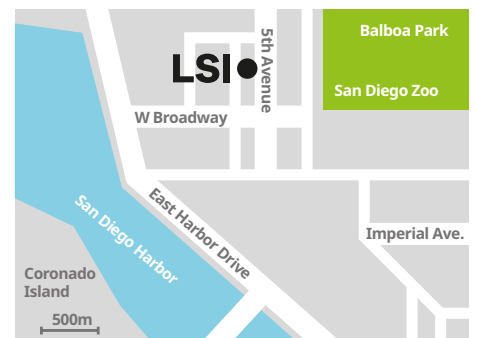 Balboa Park
San Diego Zoo
5th Avenue
LSI
W Broadway
East Harbor Drive
San Diego Harbor
Imperial Ave.
Coronado
Island
500m